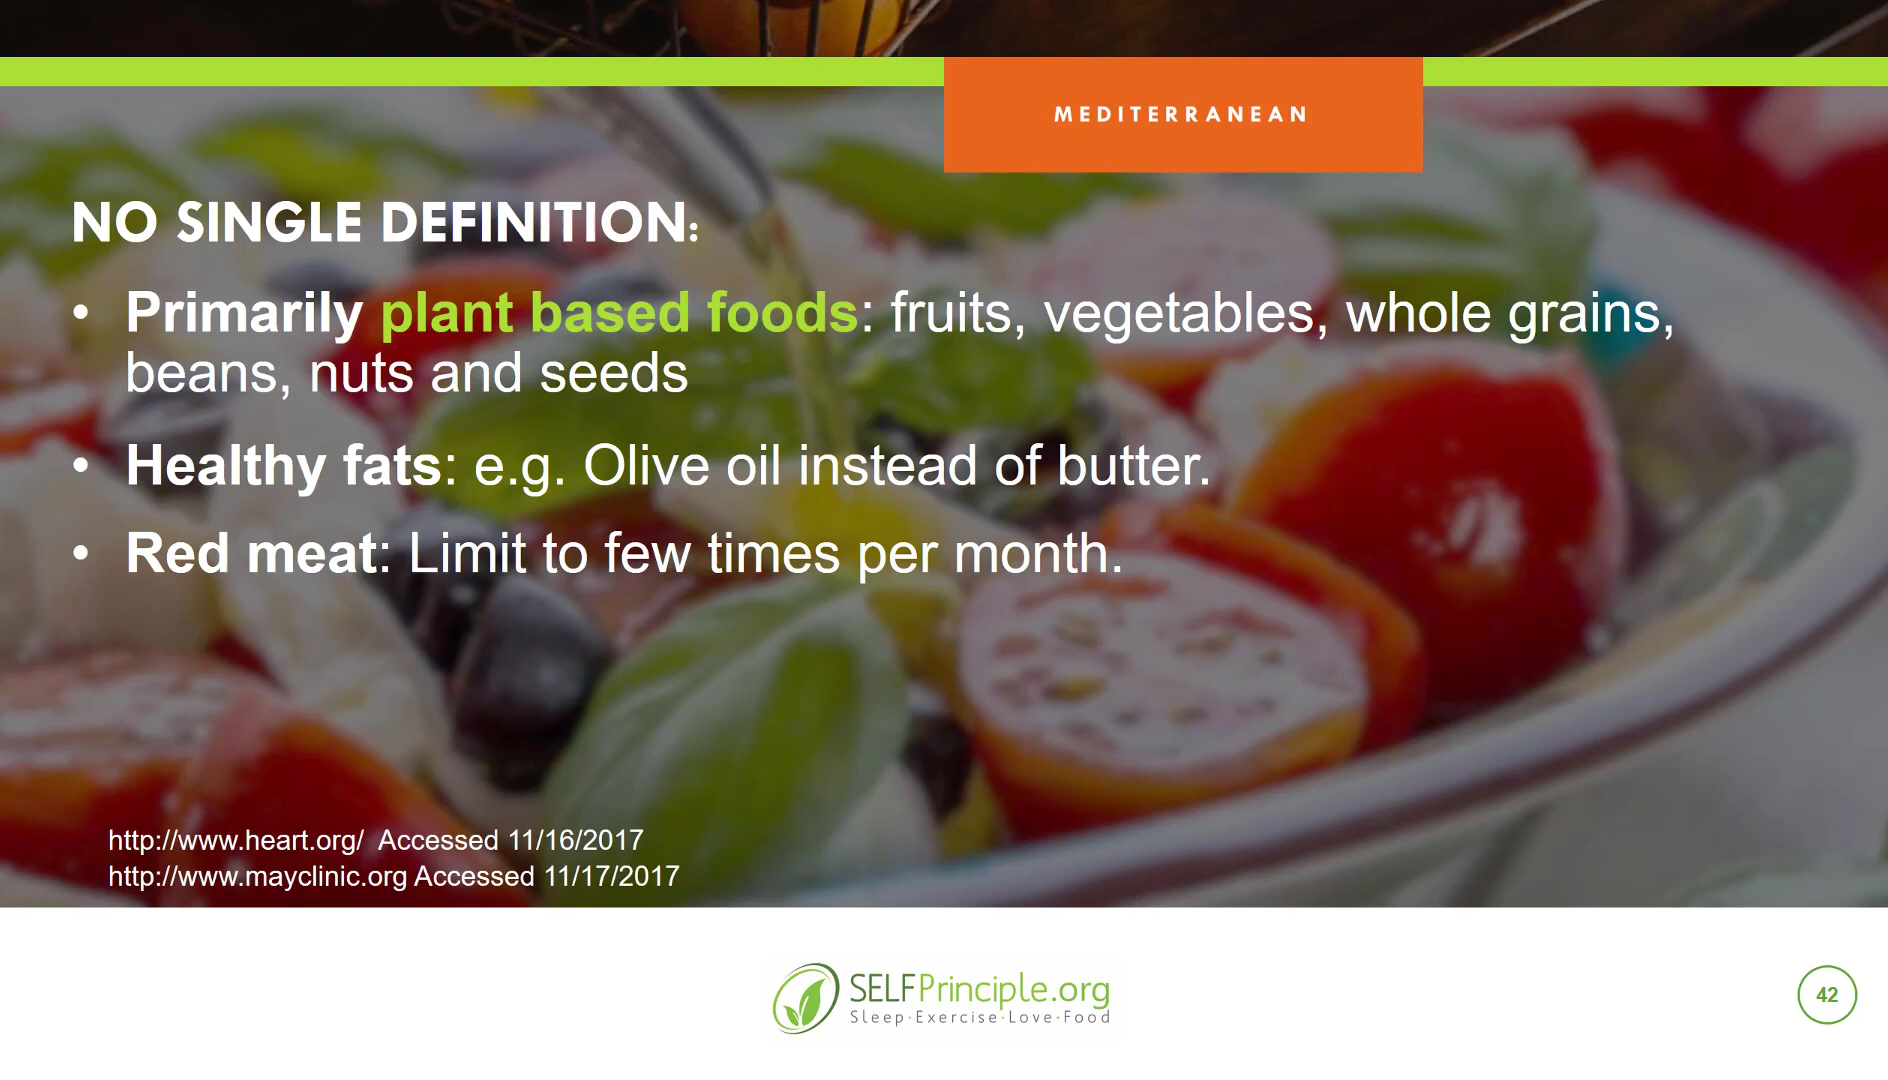 MEDITERRANEAN
NO SINGLE DEFINITION:
• Primarily plant based foods: fruits, vegetables, whole grains,
beans, nuts and seeds
• Healthy fats: e.g. Olive oil instead of butter.
• Red meat: Limit to few times per month.
http://www.heart.org/ Accessed 11/16/2017
http://www.mayclinic.org Accessed 11/17/2017
SELFPrinciple.org
Sleep·Exercise·Love·Food
42